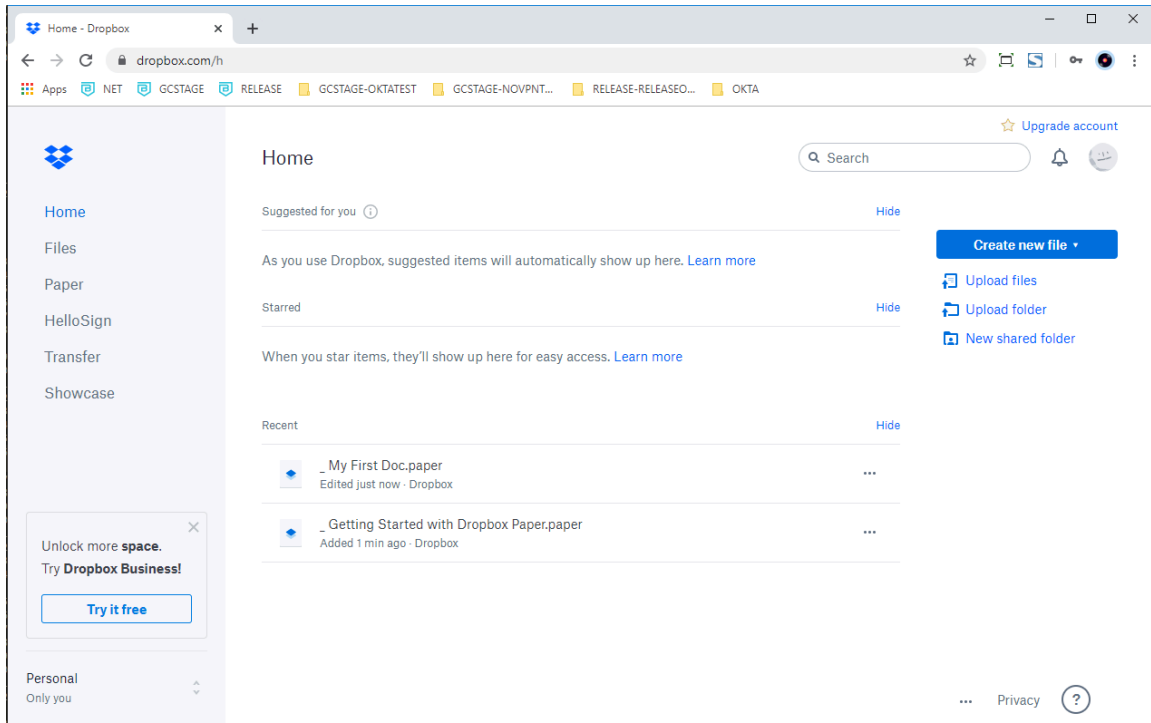 Home - Dropbox
dropbox.com/h
Apps NET GCSTAGE RELEASE GCSTAGE-OKTATEST GCSTAGE-NOVPNT... RELEASE-RELEASEO... OKTA
Upgrade account
Home
Search
Home
Files
Paper
HelloSign
Transfer
Showcase
Suggested for you
Hide
As you use Dropbox, suggested items will automatically show up here. Learn more
Starred
Hide
When you star items, they'll show up here for easy access. Learn more
Recent
Hide
_ My First Doc.paper
Edited just now · Dropbox
_ Getting Started with Dropbox Paper.paper
Added 1 min ago · Dropbox
Create new file
Upload files
Upload folder
New shared folder
Unlock more space.
Try Dropbox Business!
Try it free
Personal
Only you
... Privacy ?